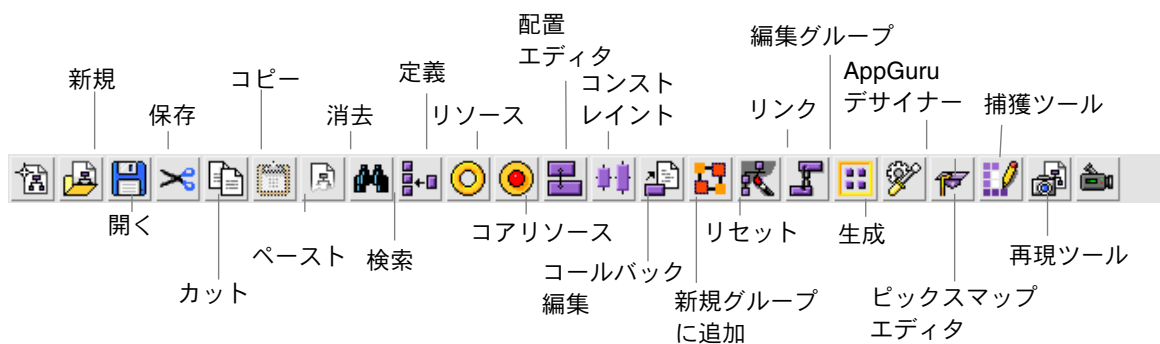 配置
エディタ
編集グループ
新規
コピー
定義
コンスト
レイント
AppGuru
デサイナー
保存
消去
リソース
リンク
捕獲ツール
開く
ペースト
検索
コアリソース
リセット
生成
再現ツール
カット
コールバック
編集
新規グループ
に追加
ピックスマップ
エディタ